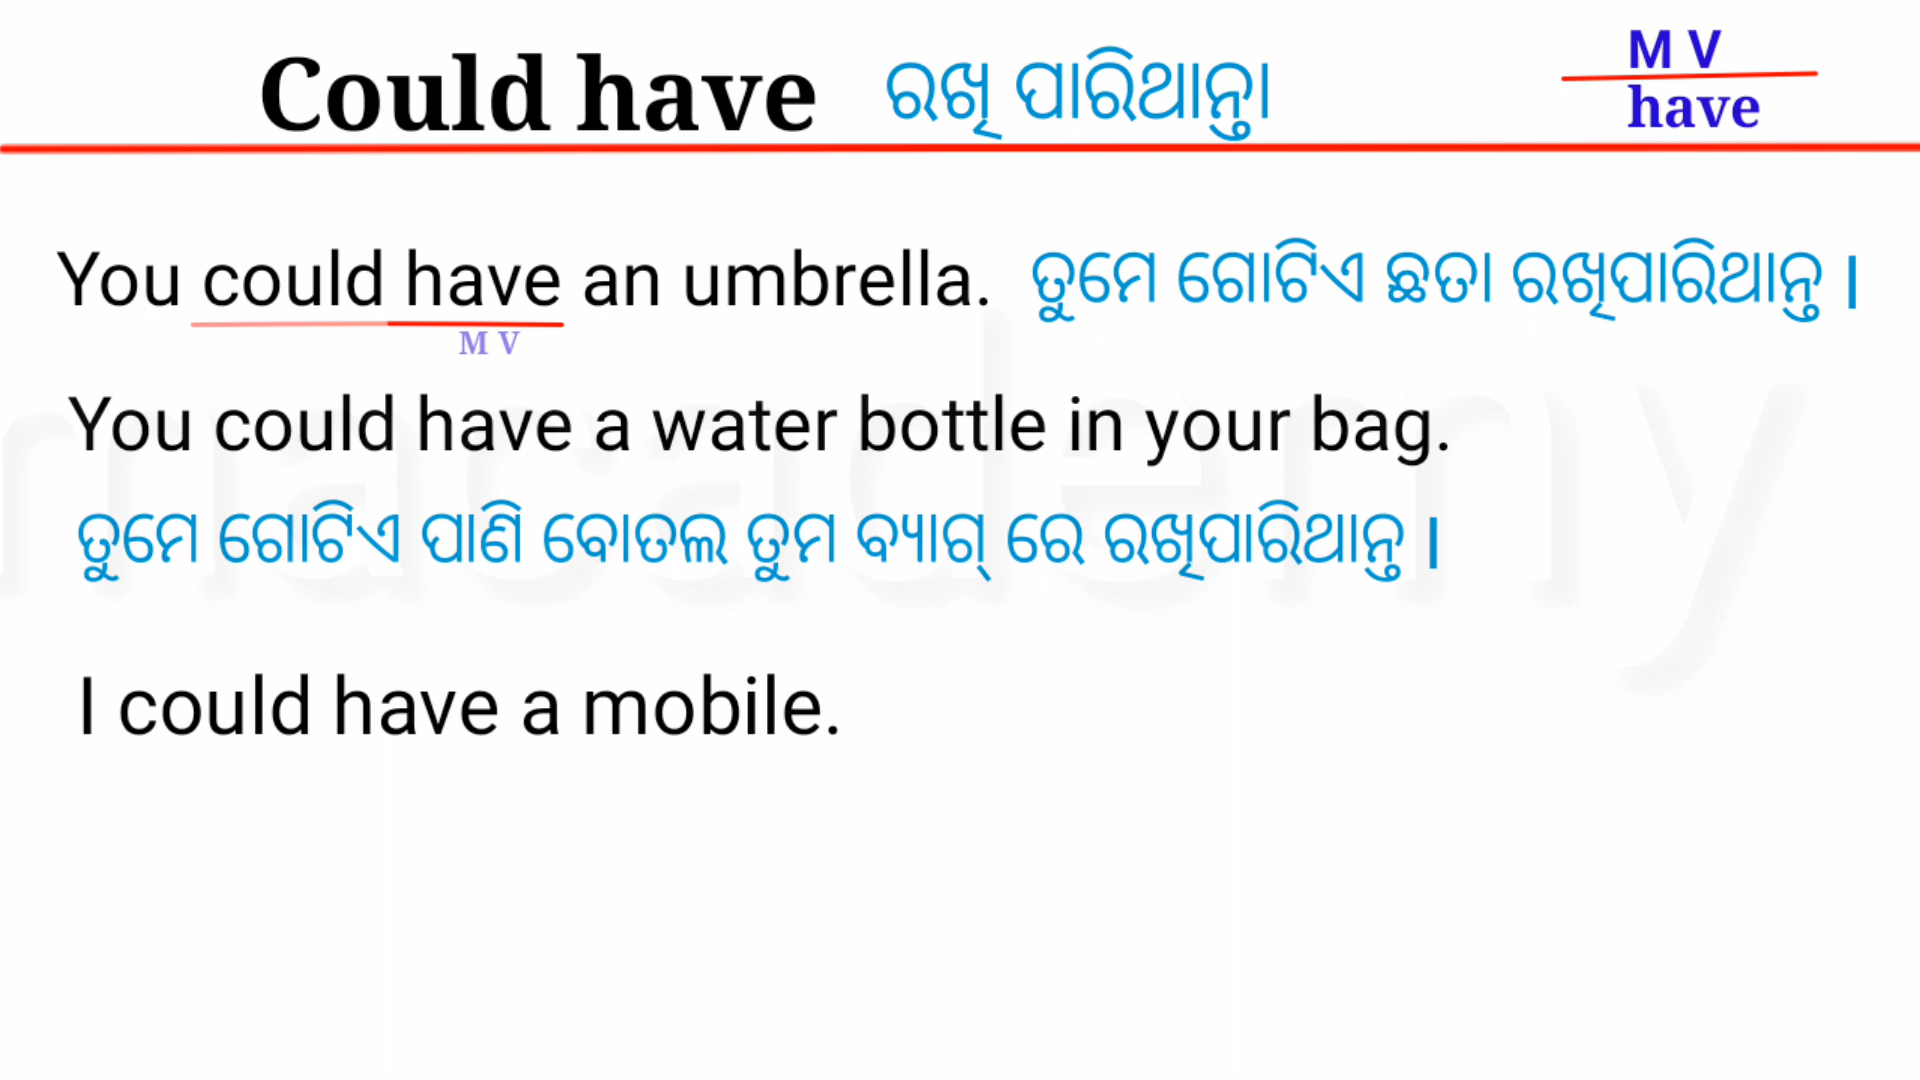 Could have ରଖି ପାରିଥାନ୍ତା
M V
have
You could have an umbrella. ତୁମେ ଗୋଟିଏ ଛତା ରଖିପାରିଥାନ୍ତ |
M V
You could have a water bottle in your bag.
ତୁମେ ଗୋଟିଏ ପାଣି ବୋତଲ ତୁମ ବ୍ୟାଗ୍ ରେ ରଖିପାରିଥାନ୍ତ |
I could have a mobile.